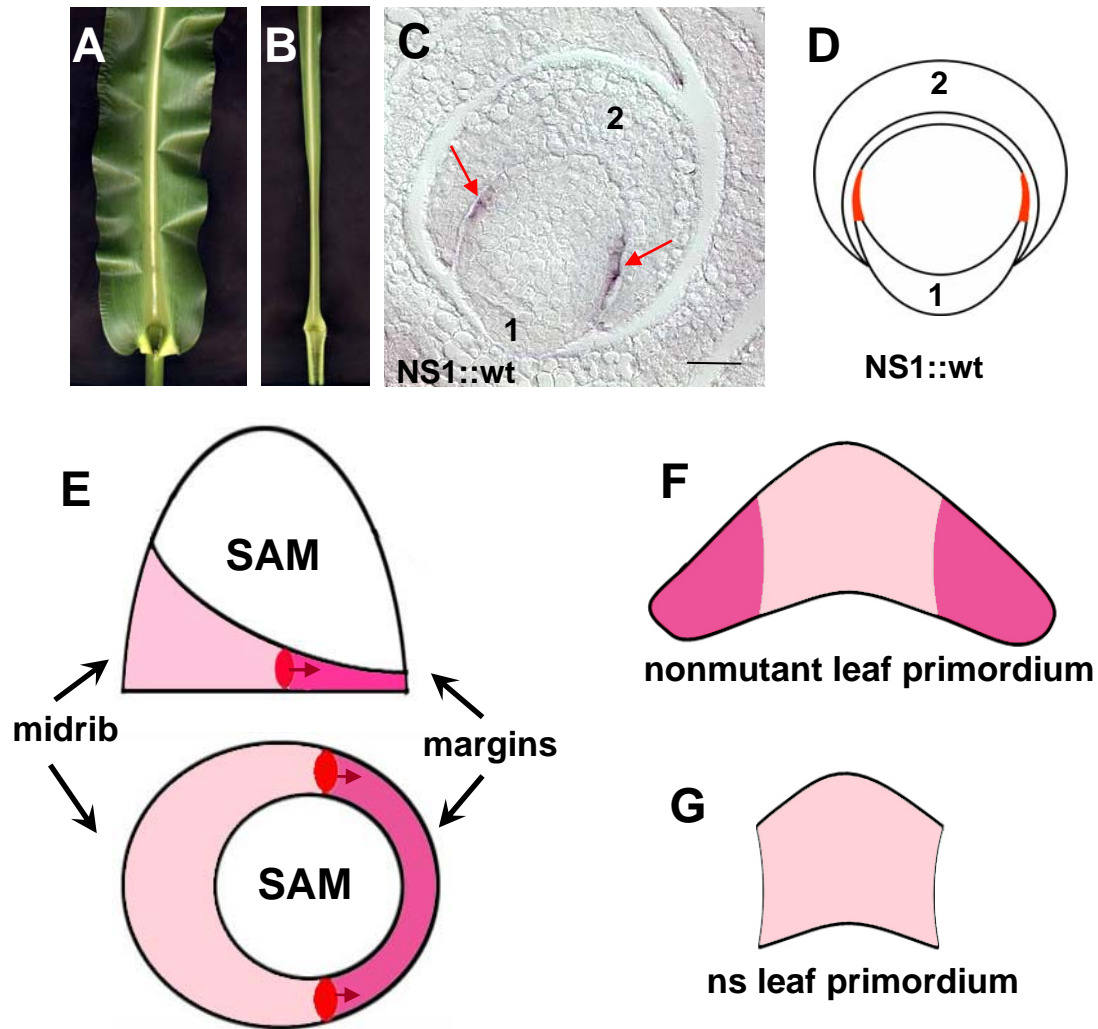 A
B
C
2
1
NS1::wt
D
2
1
NS1::wt
E
SAM
midrib
margins
SAM
F
nonmutant leaf primordium
G
ns leaf primordium